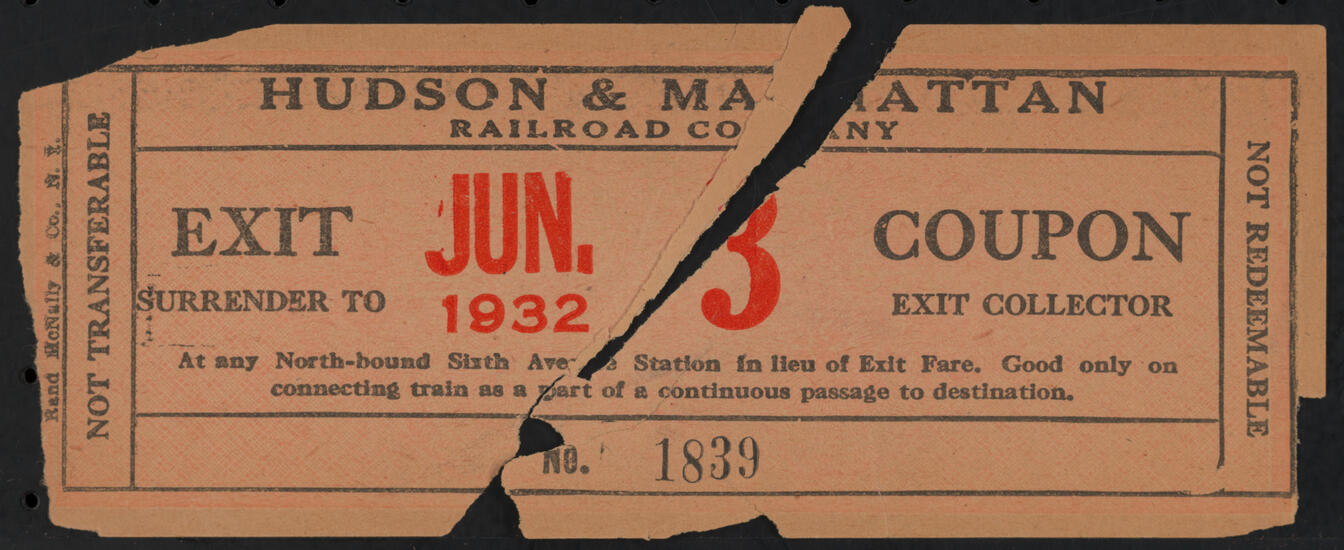 HUDSON & MA HATTAN
RAILROAD CO ANY
Rand McNally & Co., N. Y.
NOT TRANSFERABLE
EXIT JUN. 3 COUPON
SURRENDER TO 1932 EXIT COLLECTOR
At any North-bound Sixth Ave e Station in lieu of Exit Fare. Good only on
connecting train as a part of a continuous passage to destination.
No. 1839
NOT REDEEMABLE